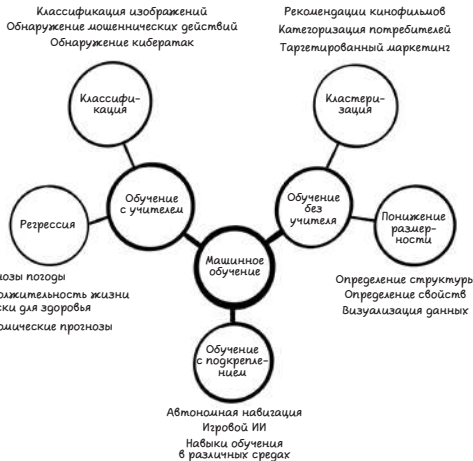 Классификация изображений
Обнаружение мошеннических действий
Обнаружение кибератак
Рекомендации кинофильмов
Категоризация потребителей
Таргетированный маркетинг
Классифи-
кация
Кластери-
зация
Обучение
с учителем
Обучение
без
учителя
Регрессия
Понижение
размер-
ности
Машинное
обучение
погоды
жизни
для здоровья
прогнозы
Определение структуры
Определение свойств
Визуализация данных
Обучение
с подкрепле-
нием
Автономная навигация
Игровой ИИ
Навыки обучения
в различных средах